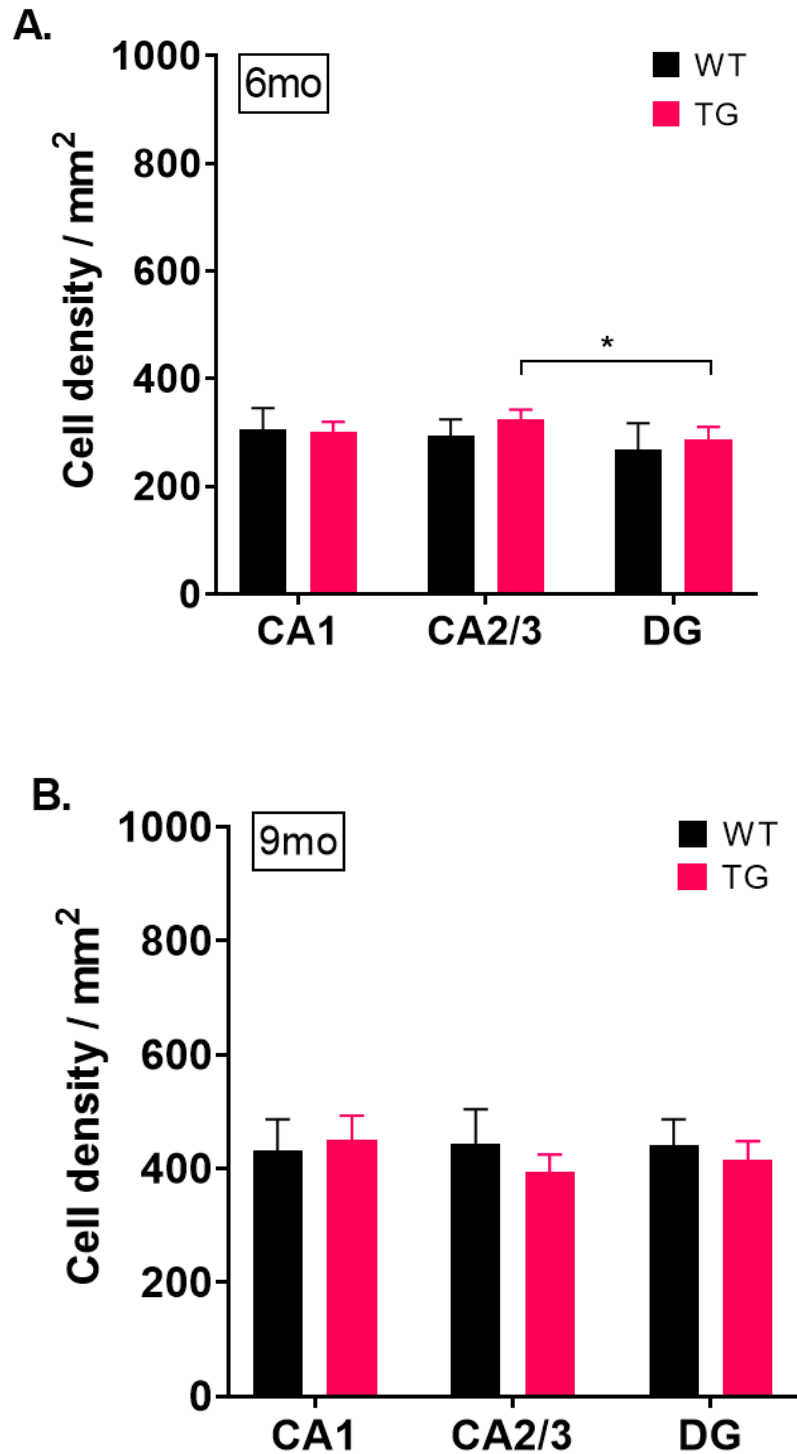 A.
1000
800
600
400
200
0
Cell density / mm²
6mo
WT
TG
*
CA1 CA2/3 DG
B.
1000
800
600
400
200
0
Cell density / mm²
9mo
WT
TG
CA1 CA2/3 DG